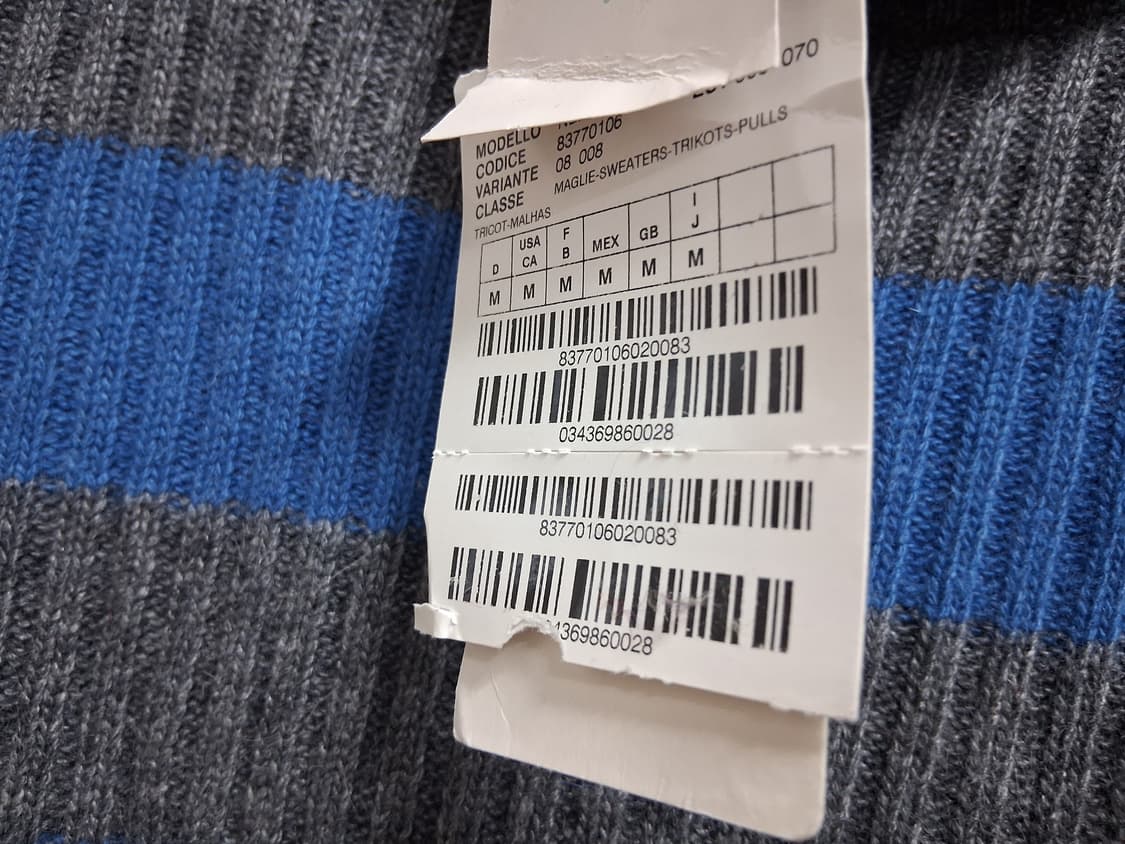 070
MODELLO
CODICE 83770106
VARIANTE 08 008
CLASSE MAGLIE-SWEATERS-TRIKOTS-PULLS
TRICOT-MALHAS
D USA CA F B MEX GB I J
M M M M M M
83770106020083
034369860028
83770106020083
4369860028